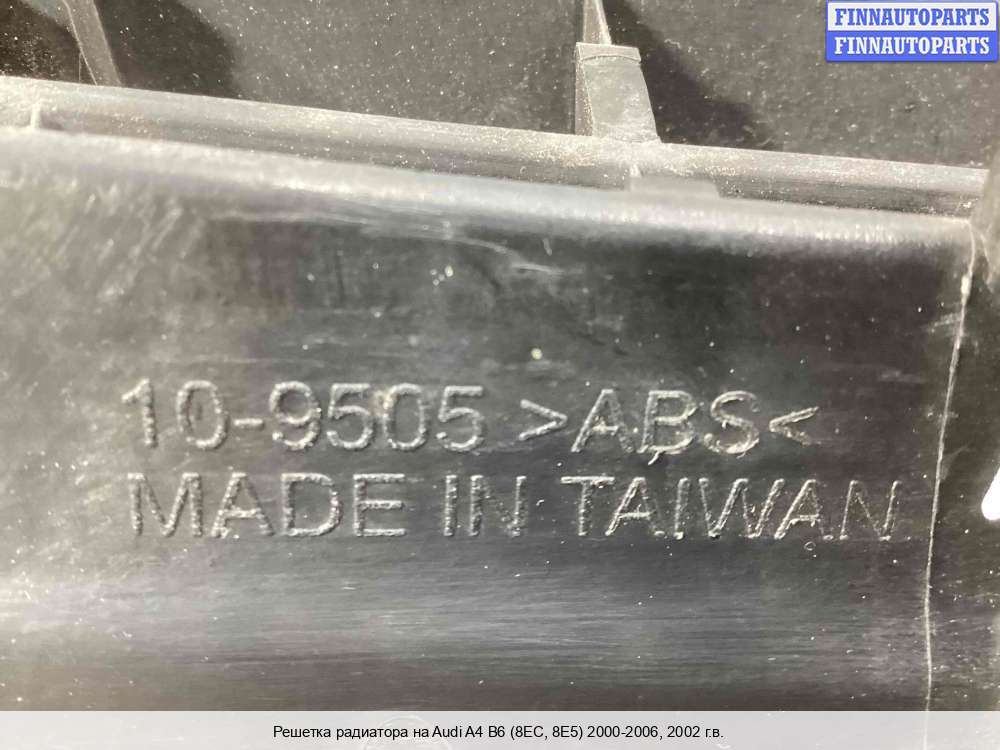 FINNAUTOPARTS
FINNAUTOPARTS
10-9505 >ABS<
MADE IN TAIWAN
Решетка радиатора на Audi A4 B6 (8EC, 8E5) 2000-2006, 2002 г.в.